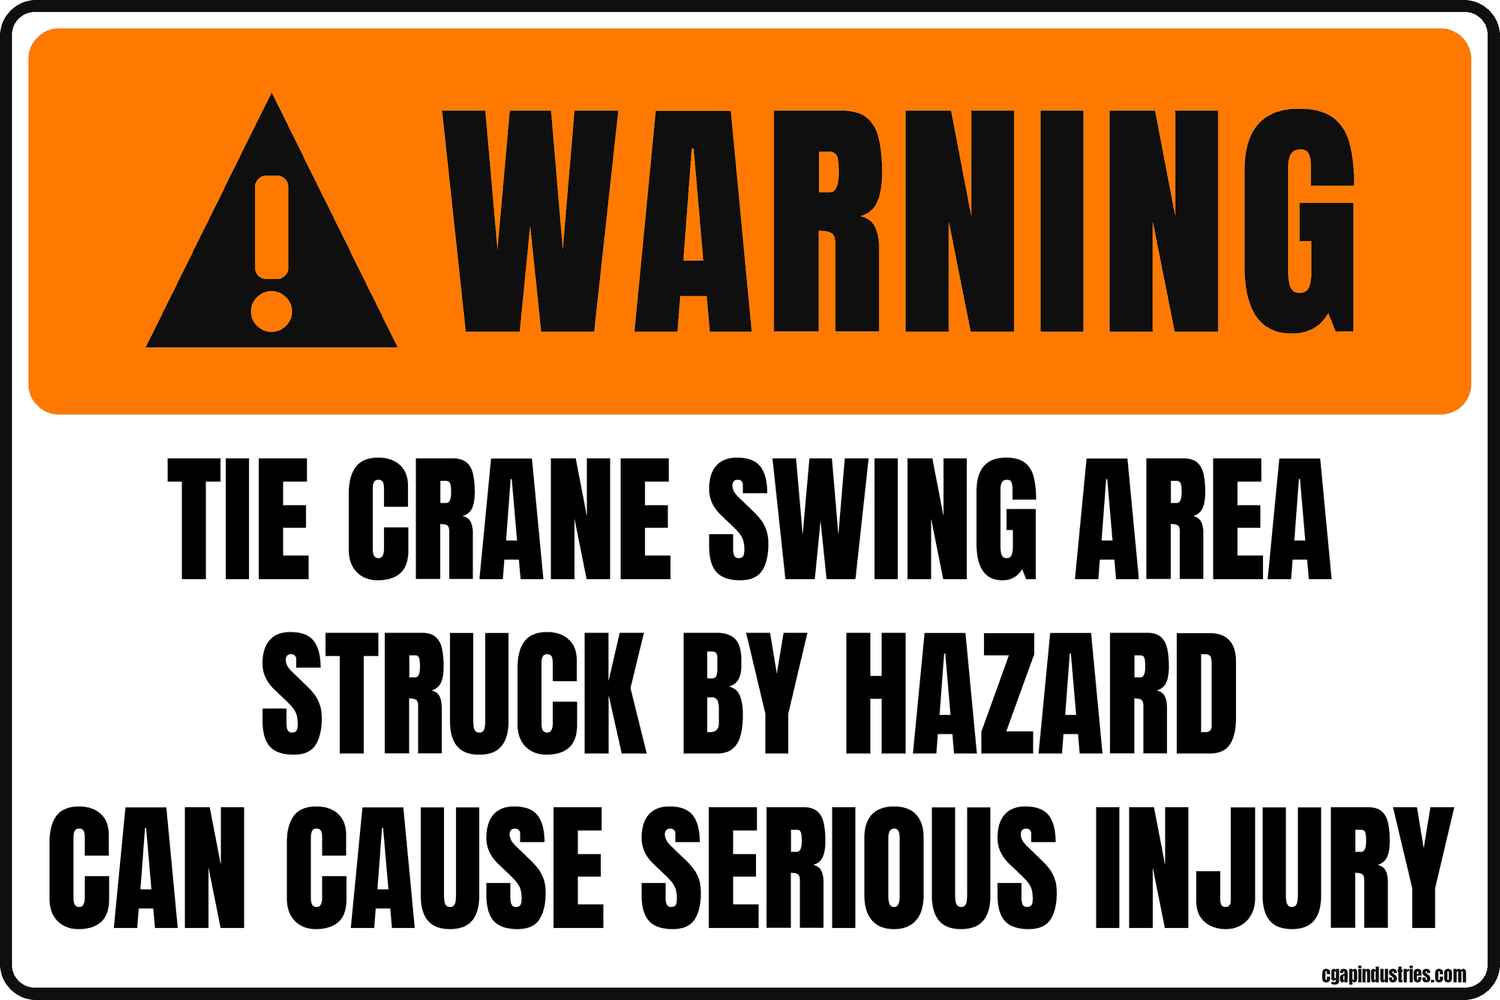 WARNING
TIE CRANE SWING AREA
STRUCK BY HAZARD
CAN CAUSE SERIOUS INJURY
cgapindustries.com